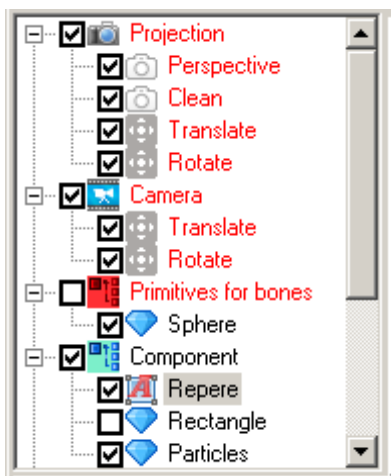 Projection
Perspective
Clean
Translate
Rotate
Camera
Translate
Rotate
Primitives for bones
Sphere
Component
Repere
Rectangle
Particles